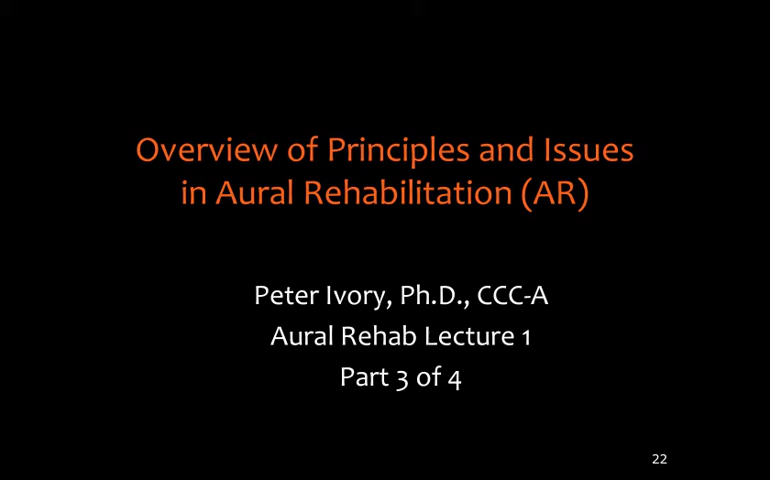 Overview of Principles and Issues
in Aural Rehabilitation (AR)
Peter Ivory, Ph.D., CCC-A
Aural Rehab Lecture 1
Part 3 of 4
22